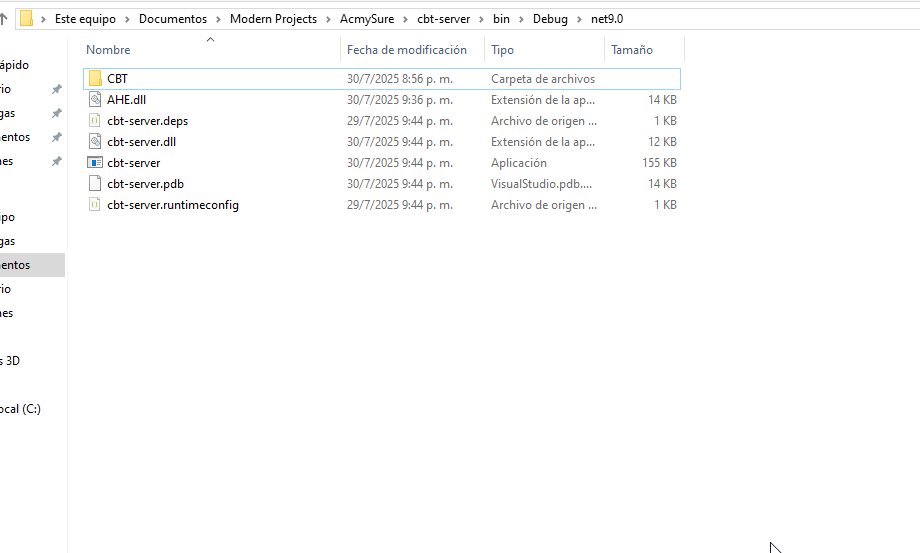 Este equipo > Documentos > Modern Projects > AcmySure > cbt-server > bin > Debug > net9.0
Nombre Fecha de modificación Tipo Tamaño
CBT 30/7/2025 8:56 p. m. Carpeta de archivos
AHE.dll 30/7/2025 9:36 p. m. Extensión de la ap... 14 KB
cbt-server.deps 29/7/2025 9:44 p. m. Archivo de origen ... 1 KB
cbt-server.dll 30/7/2025 9:44 p. m. Extensión de la ap... 12 KB
cbt-server 30/7/2025 9:44 p. m. Aplicación 155 KB
cbt-server.pdb 30/7/2025 9:44 p. m. VisualStudio.pdb.... 14 KB
cbt-server.runtimeconfig 29/7/2025 9:44 p. m. Archivo de origen ... 1 KB
ápido
rio
gas
entos
nes
ipo
gas
entos
rio
nes
s 3D
ocal (C:)